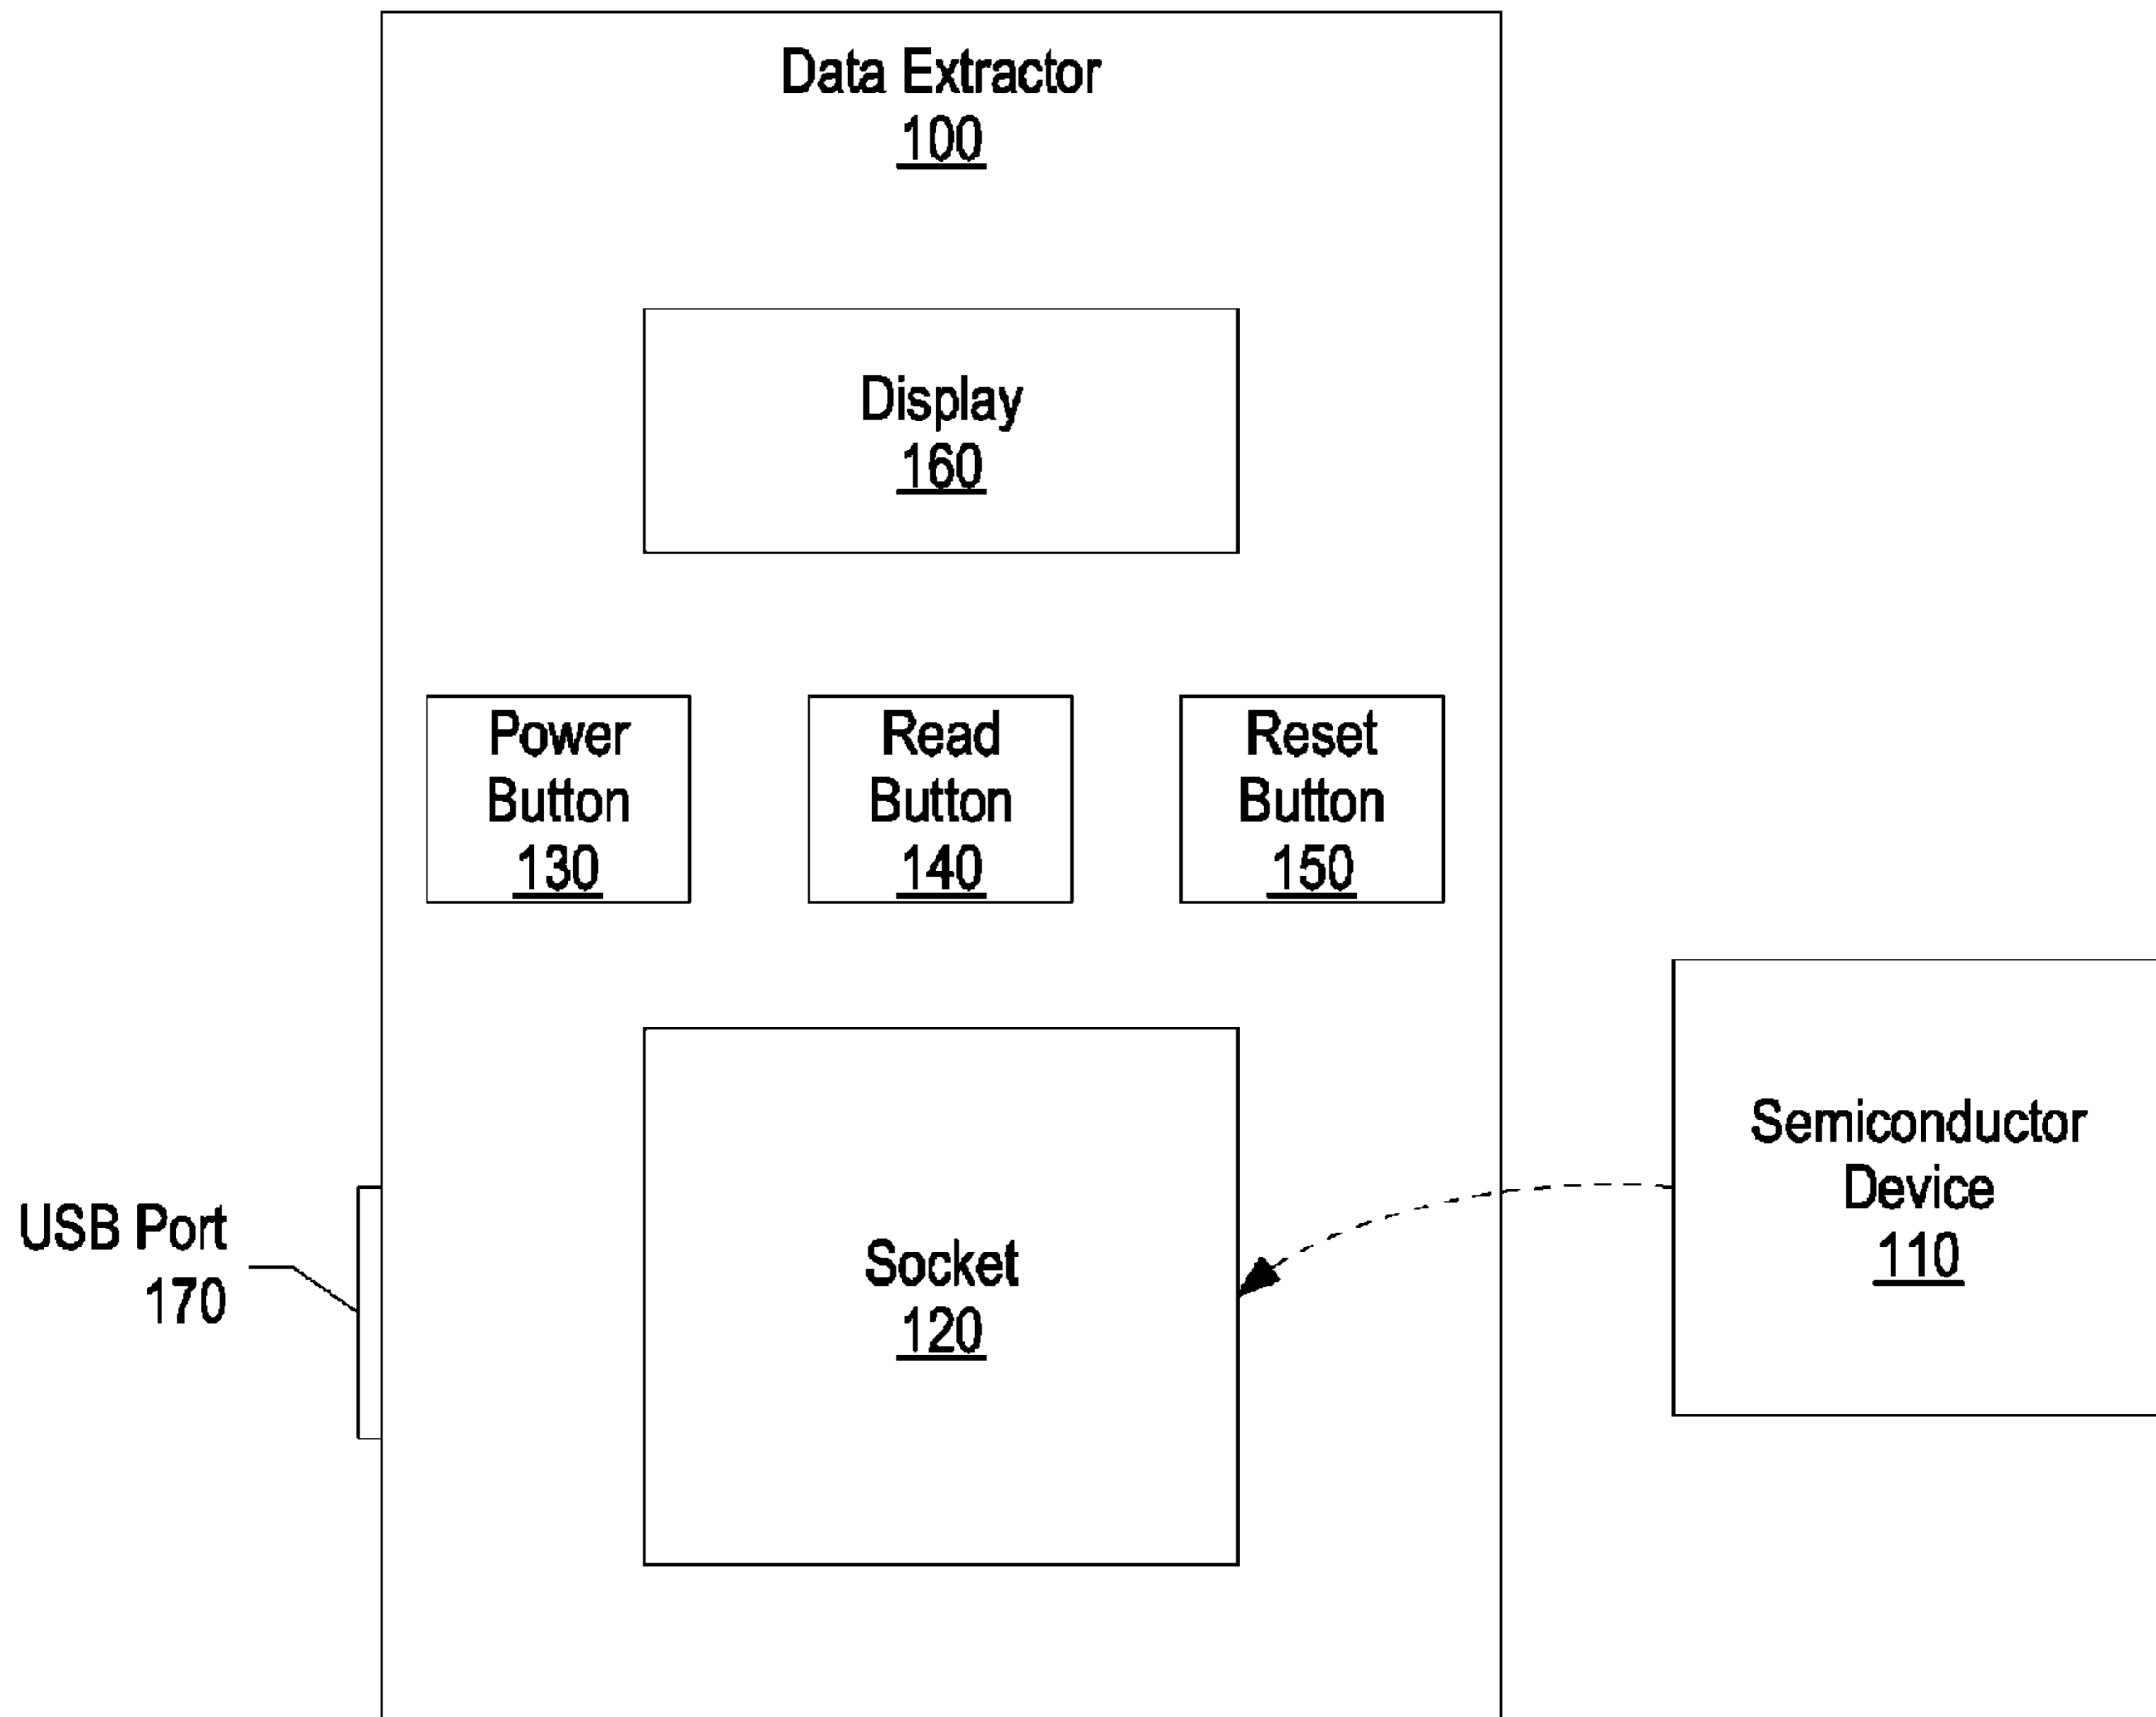 Data Extractor
100
Display
160
Power
Button
130
Read
Button
140
Reset
Button
150
Semiconductor
Device
110
USB Port
170
Socket
120